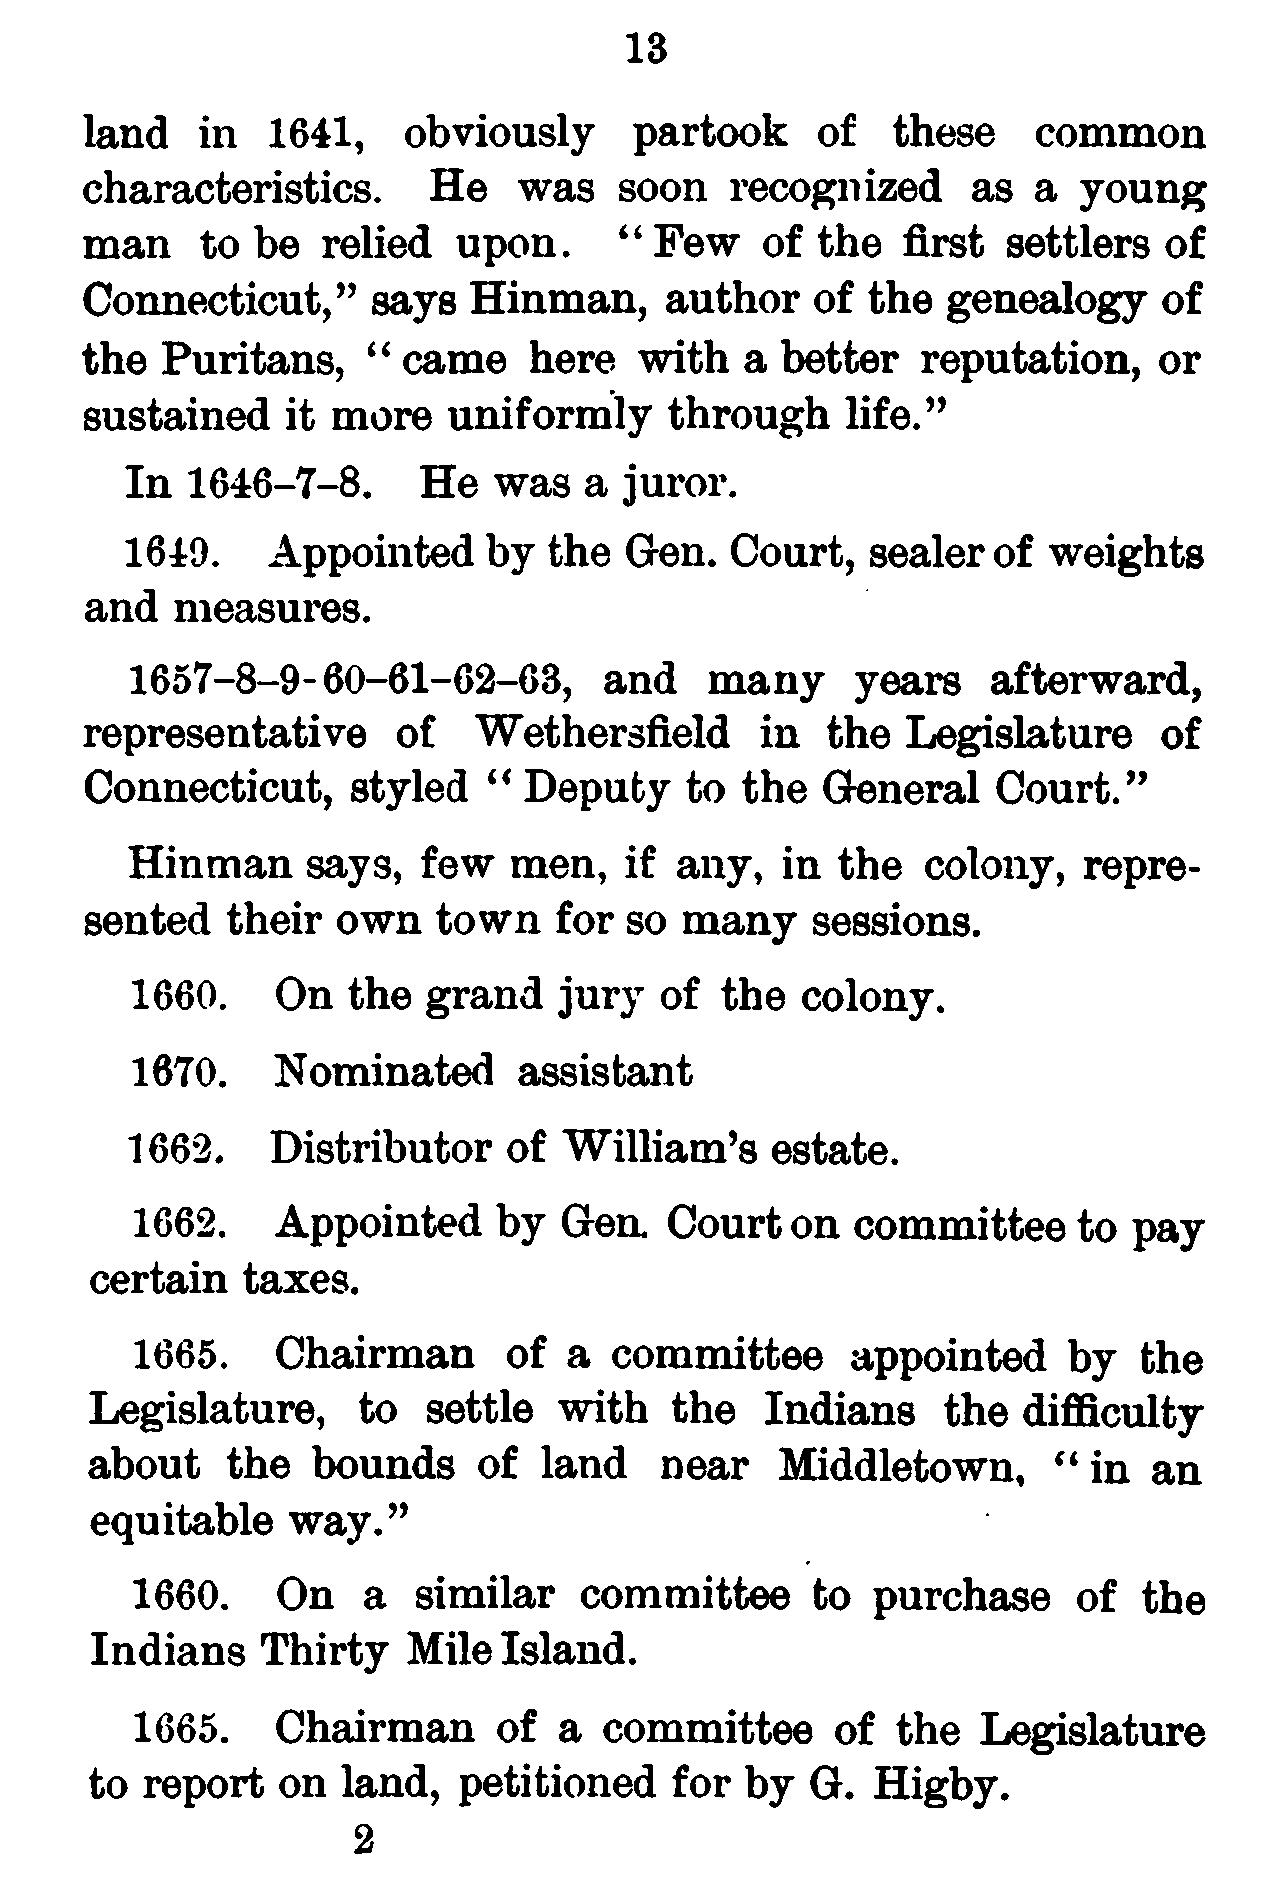 13
land in 1641, obviously partook of these common
characteristics. He was soon recognized as a young
man to be relied upon. “Few of the first settlers of
Connecticut,” says Hinman, author of the genealogy of
the Puritans, “came here with a better reputation, or
sustained it more uniformly through life.”
In 1646–7–8. He was a juror.
1649. Appointed by the Gen. Court, sealer of weights
and measures.
1657–8–9-60–61–62–63, and many years afterward,
representative of Wethersfield in the Legislature of
Connecticut, styled “Deputy to the General Court.”
Hinman says, few men, if any, in the colony, repre-
sented their own town for so many sessions.
1660. On the grand jury of the colony.
1670. Nominated assistant
1662. Distributor of William’s estate.
1662. Appointed by Gen. Court on committee to pay
certain taxes.
1665. Chairman of a committee appointed by the
Legislature, to settle with the Indians the difficulty
about the bounds of land near Middletown, “in an
equitable way.”
1660. On a similar committee to purchase of the
Indians Thirty Mile Island.
1665. Chairman of a committee of the Legislature
to report on land, petitioned for by G. Higby.
2